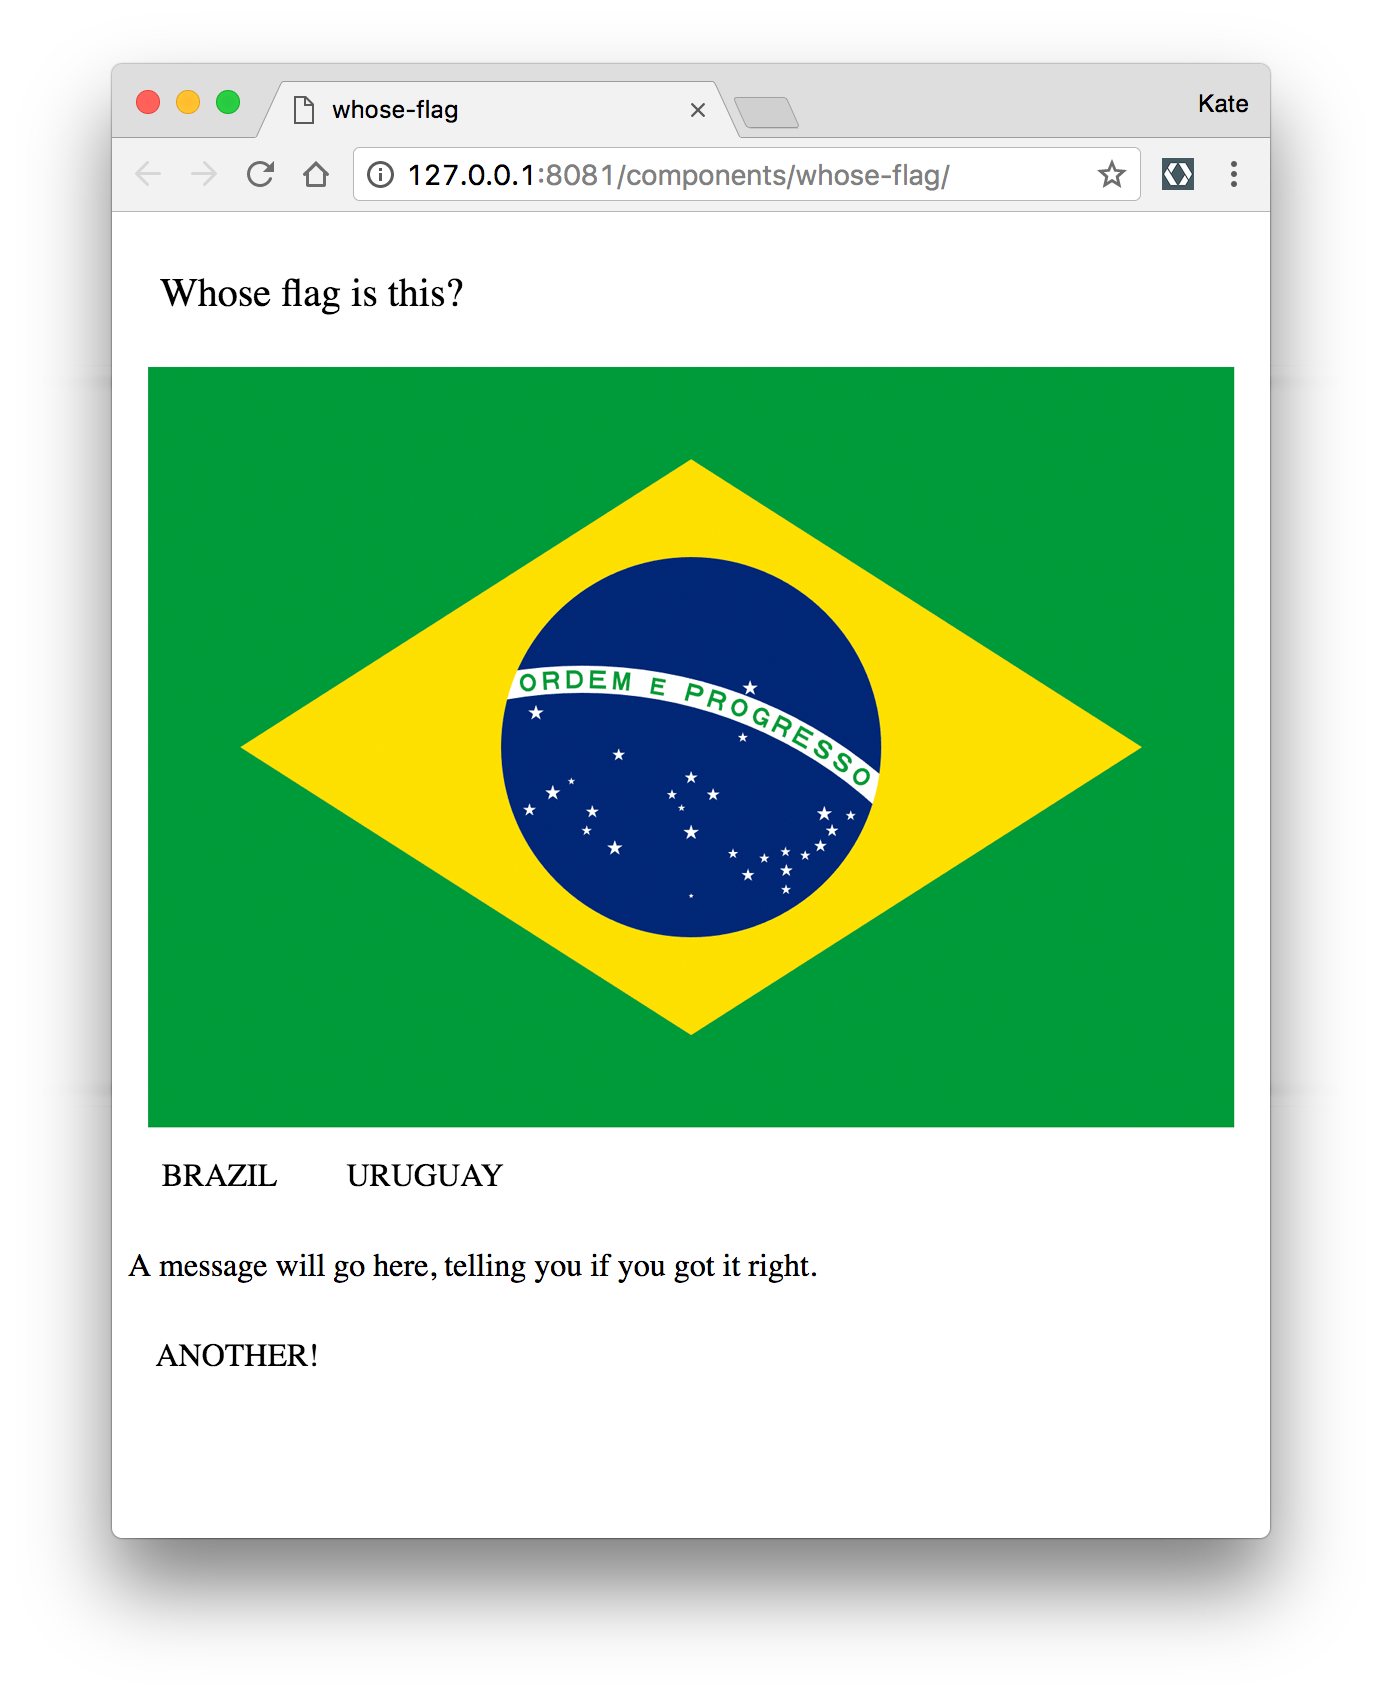 whose-flag
Kate
127.0.0.1:8081/components/whose-flag/
Whose flag is this?
ORDEM E PROGRESSO
BRAZIL URUGUAY
A message will go here, telling you if you got it right.
ANOTHER!